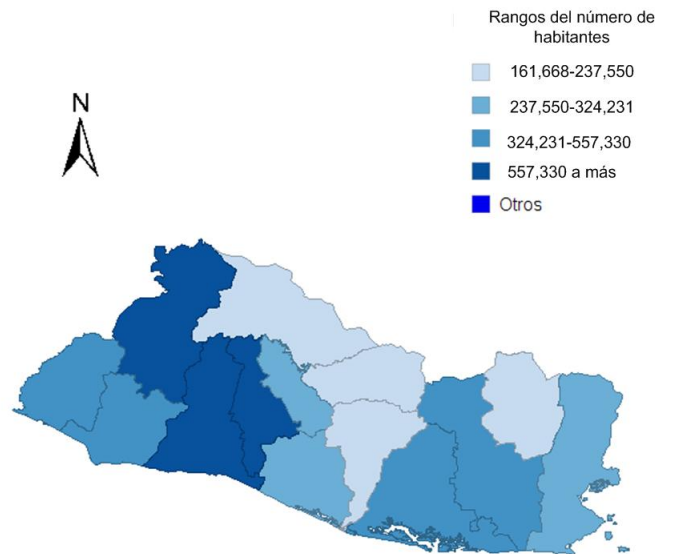 Rangos del número de
habitantes
161,668-237,550
N
237,550-324,231
324,231-557,330
557,330 a más
Otros